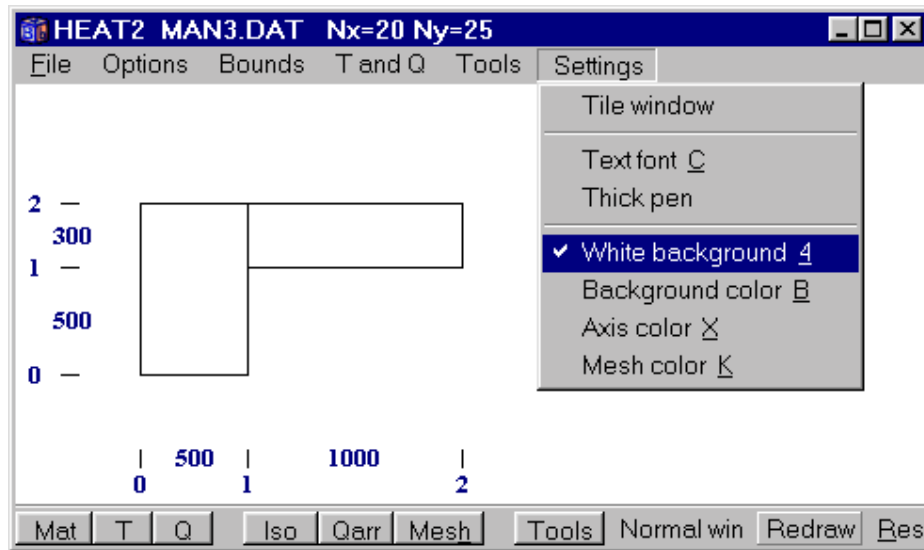 HEAT2 MAN3.DAT Nx=20 Ny=25
File Options Bounds T and Q Tools Settings
Tile window
Text font C
Thick pen
White background 4
Background color B
Axis color X
Mesh color K
2
300
1
500
0
500 1000
0 1 2
Mat T Q Iso Qarr Mesh Tools Normal win Redraw Res